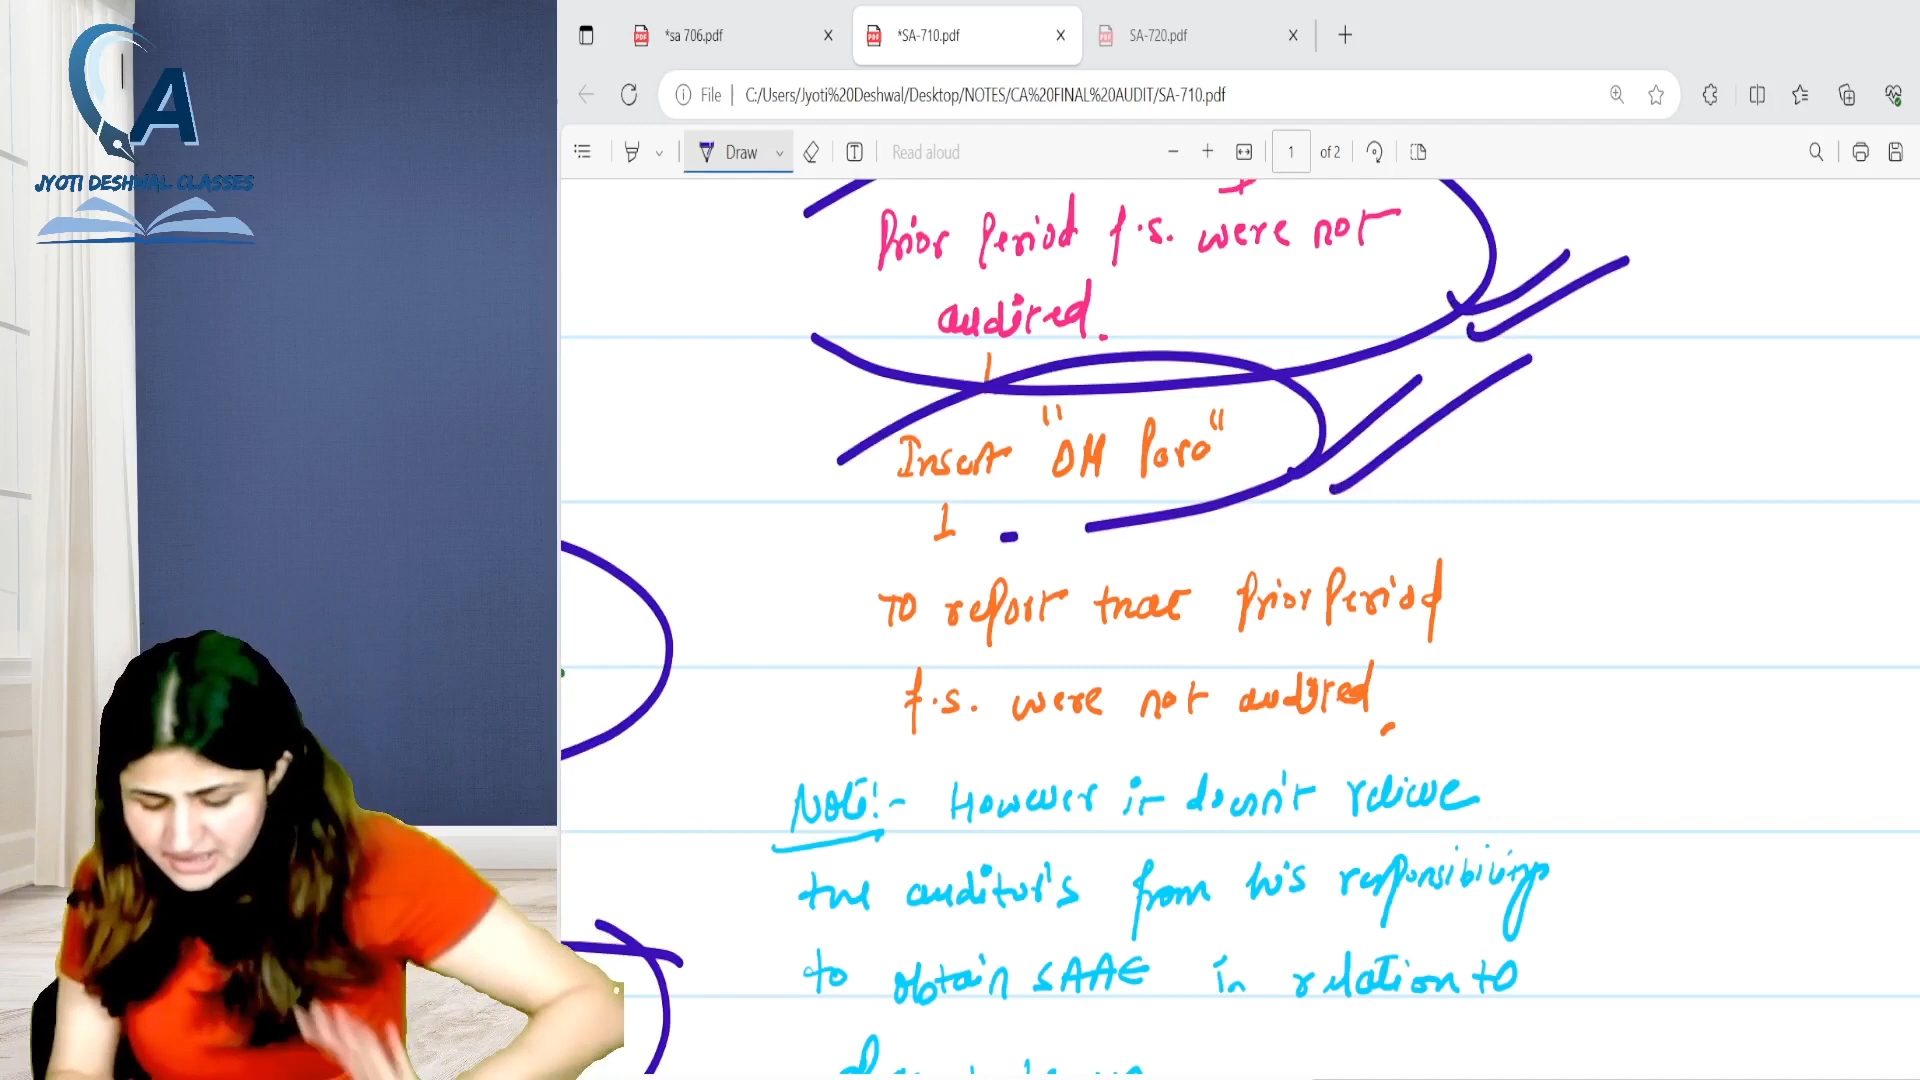 A
JYOTI DESHWAL CLASSES
*sa 706.pdf
*SA-710.pdf
SA-720.pdf
File
C:/Users/Jyoti%20Deshwal/Desktop/NOTES/CA%20FINAL%20AUDIT/SA-710.pdf
Draw
Read aloud
1 of 2
Prior Period f.s. were not
audited.
Insert "OM Para"
To report that Prior Period
f.s. were not audited.
Note:- However it doesn't relieve
the auditor's from his responsibility
to obtain SAAE in relation to